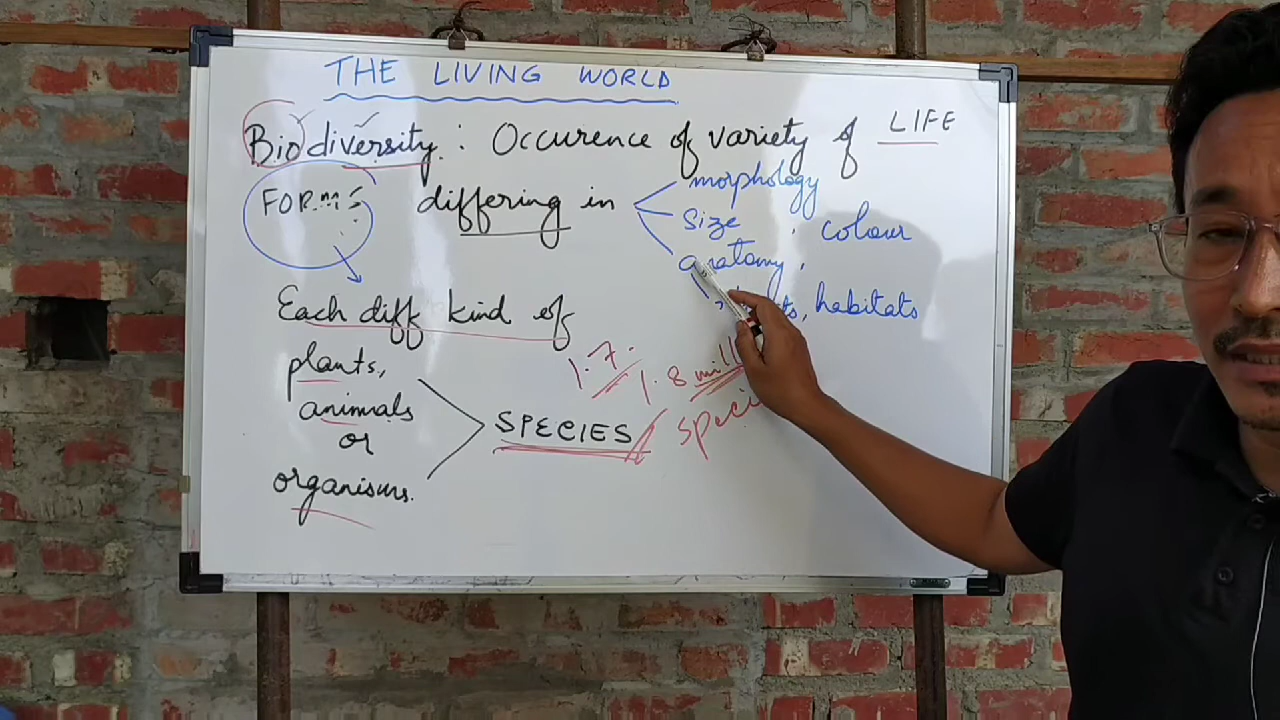 THE LIVING WORLD
Biodiversity : Occurence of variety of LIFE
FORMS differing in morphology
size, colour
anatomy,
habitats
Each diff kind of
plants,
animals
or
organisms.
SPECIES
1.7.
1.8 mill
speci